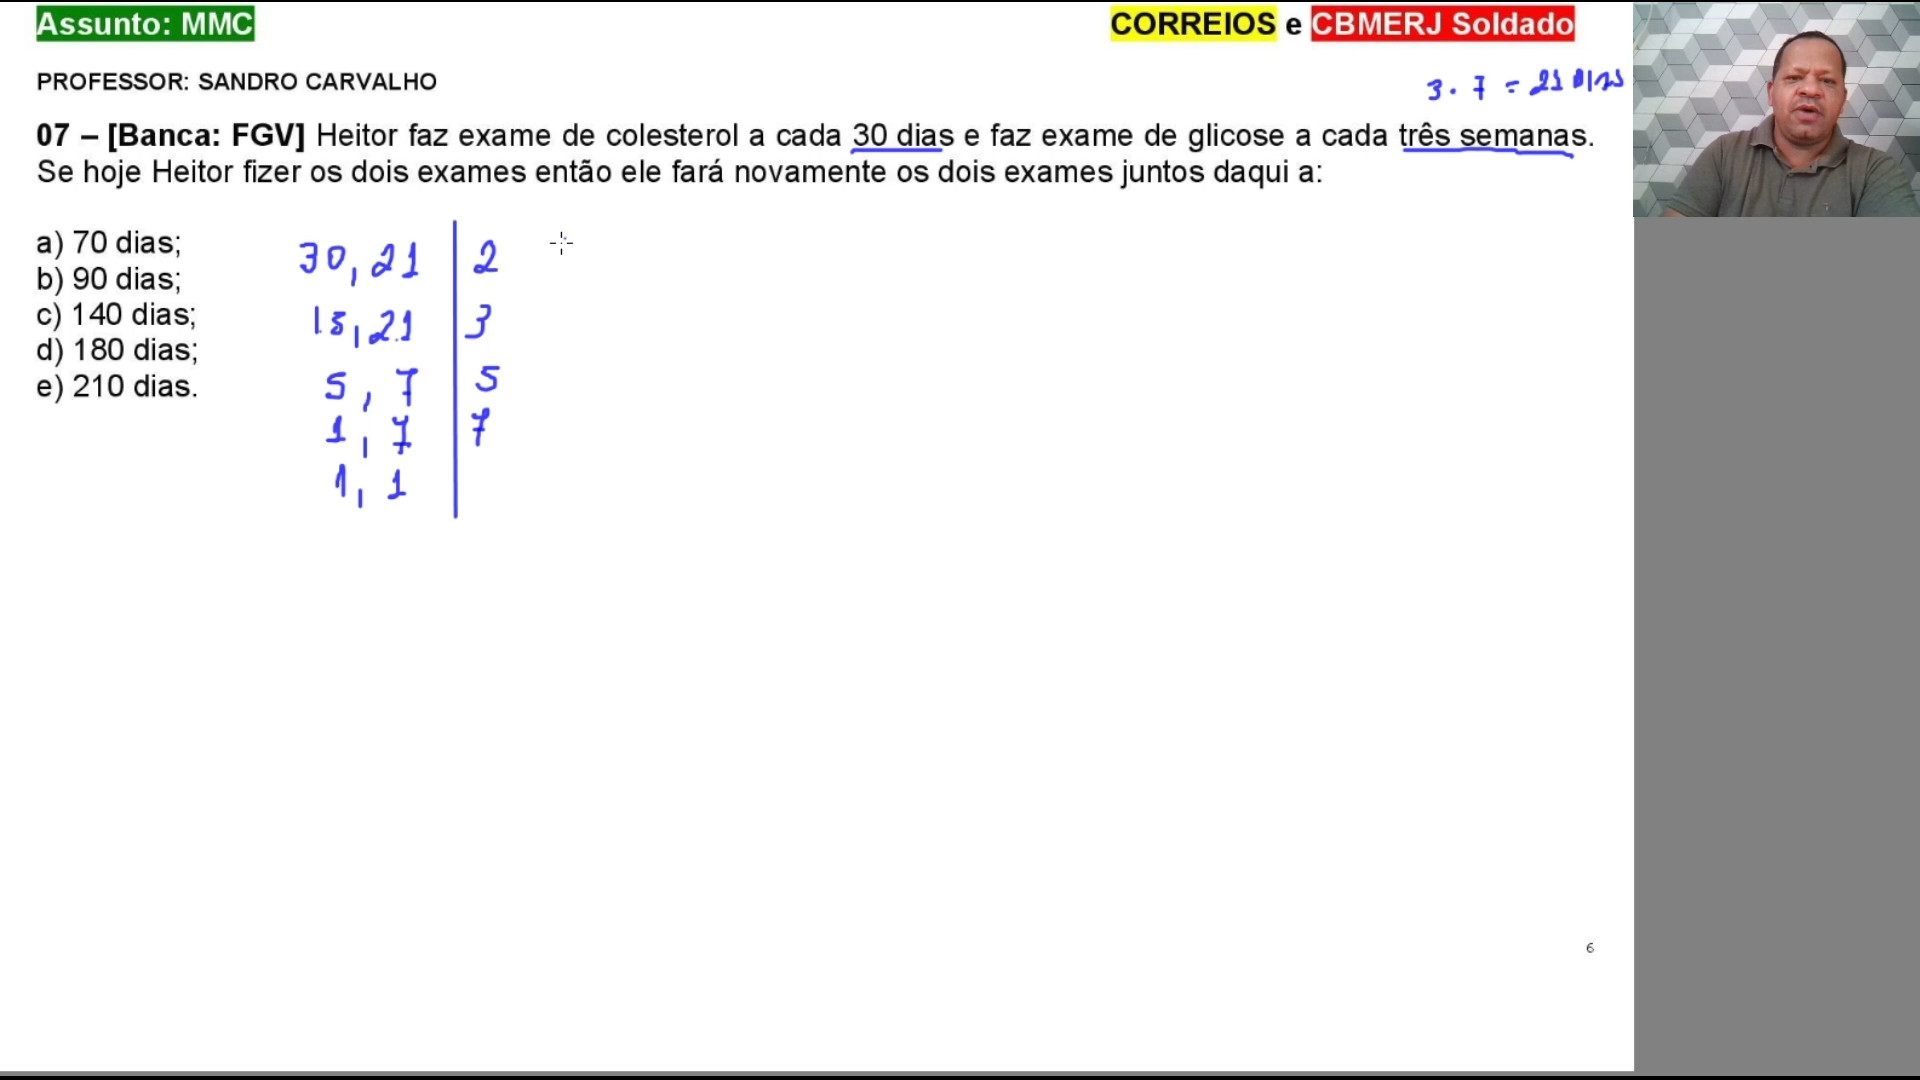 Assunto: MMC CORREIOS e CBMERJ Soldado
PROFESSOR: SANDRO CARVALHO
3 . 7 = 21 DIAS
07 – [Banca: FGV] Heitor faz exame de colesterol a cada 30 dias e faz exame de glicose a cada três semanas.
Se hoje Heitor fizer os dois exames então ele fará novamente os dois exames juntos daqui a:
a) 70 dias;
b) 90 dias;
c) 140 dias;
d) 180 dias;
e) 210 dias.
30, 21 | 2
15, 21 | 3
5, 7 | 5
1, 7 | 7
1, 1
6